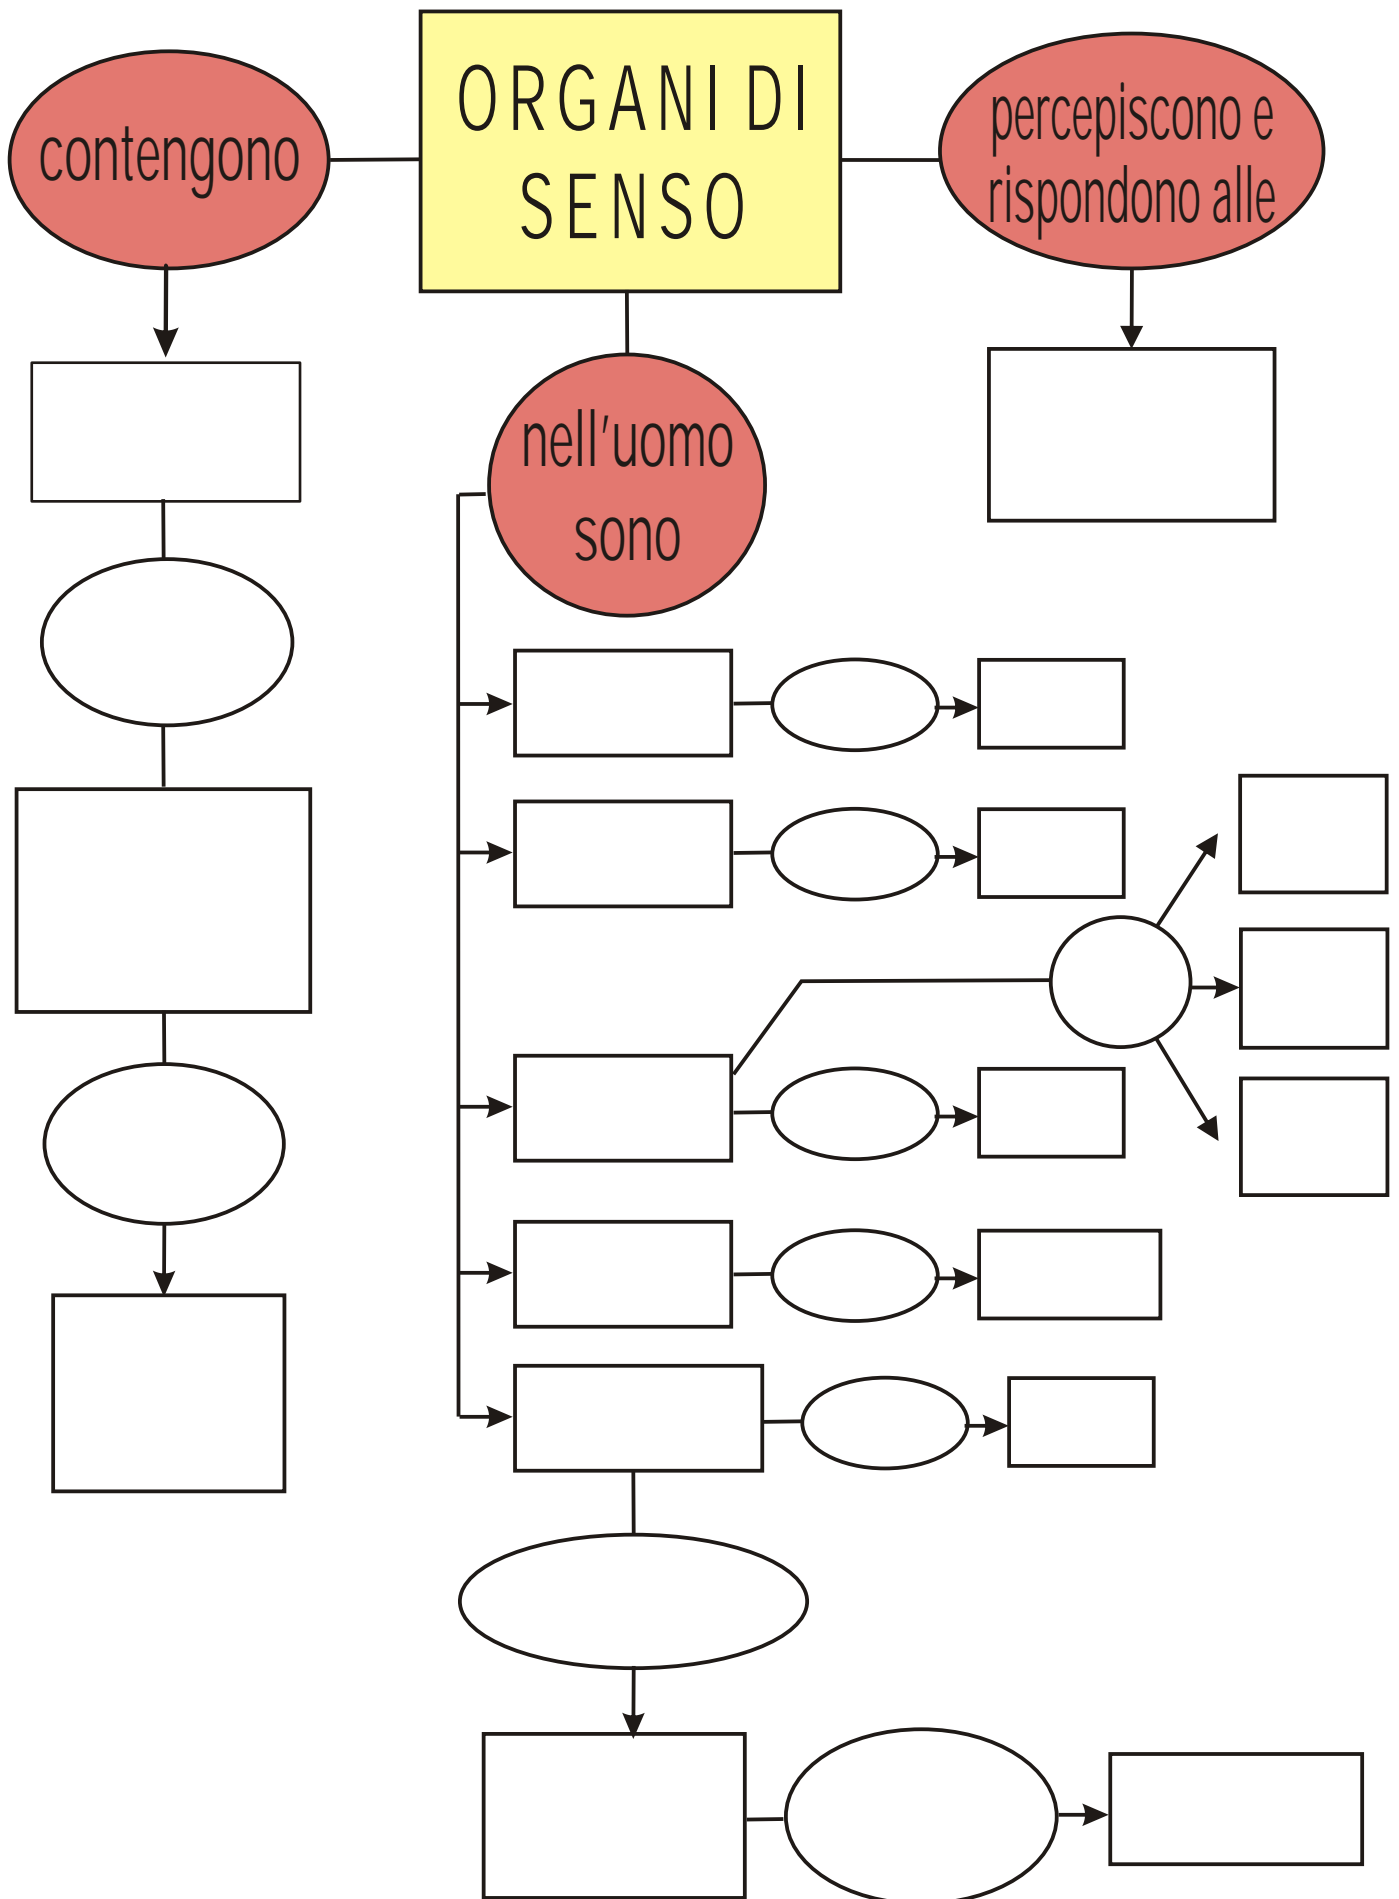 ORGANI DI
SENSO
contengono
percepiscono e
rispondono alle
nell'uomo
sono